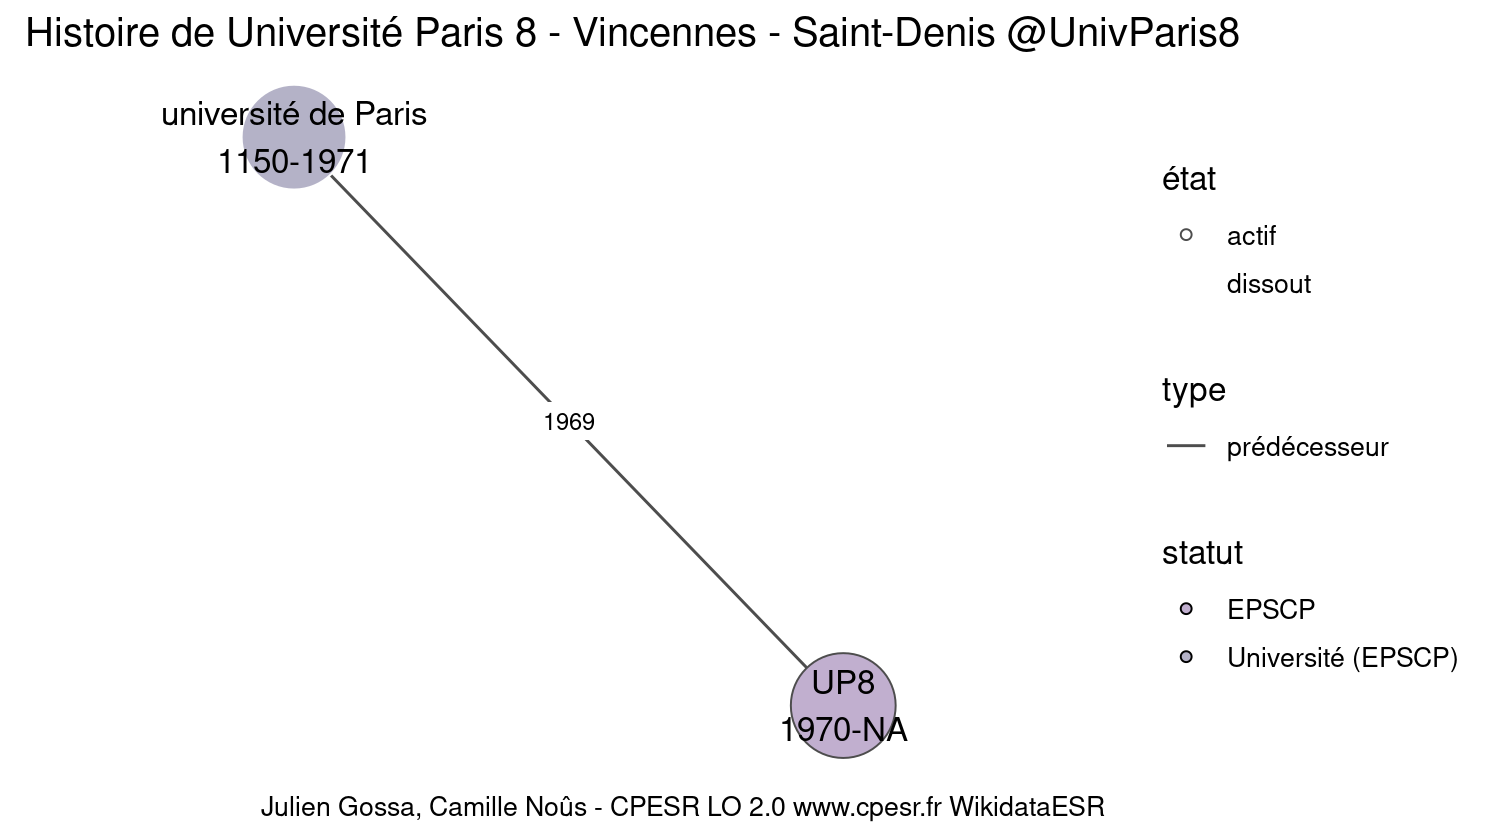 Histoire de Université Paris 8 - Vincennes - Saint-Denis @UnivParis8
université de Paris
1150-1971
1969
UP8
1970-NA
état
actif
dissout
type
prédécesseur
statut
EPSCP
Université (EPSCP)
Julien Gossa, Camille Noûs - CPESR LO 2.0 www.cpesr.fr WikidataESR